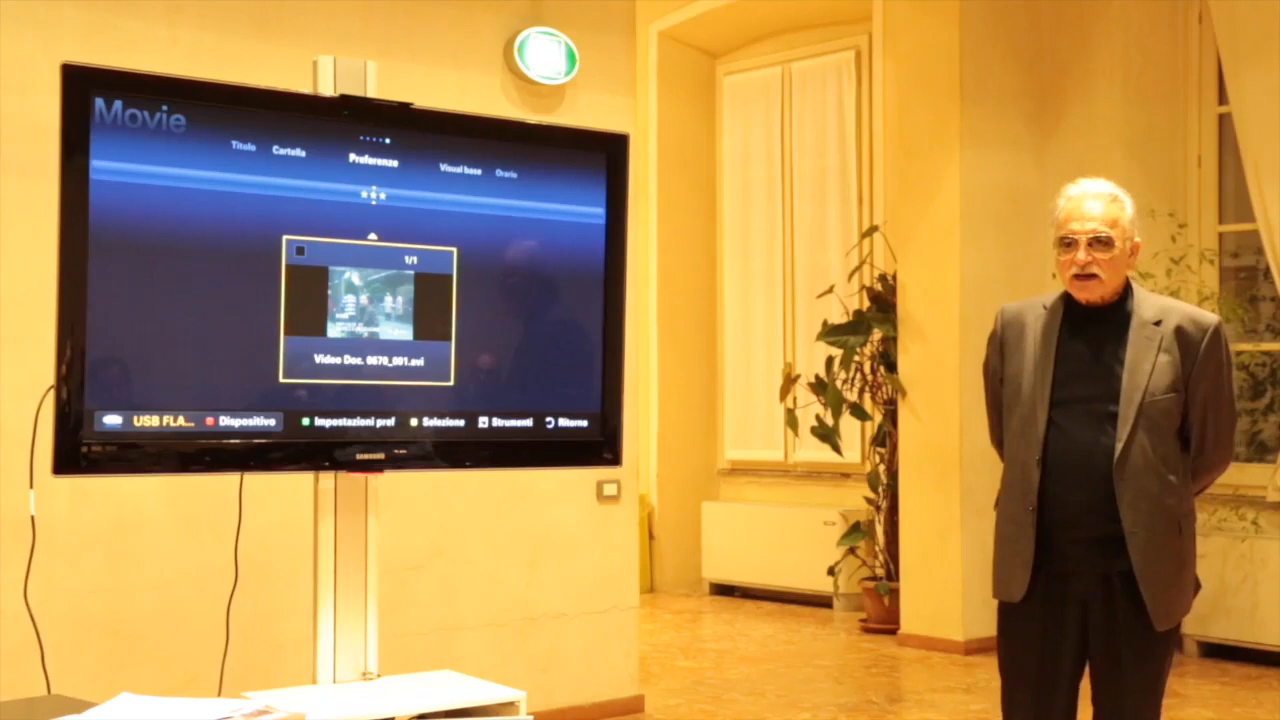 Movie
Titolo Cartella Preferenze Visual base Orario
1/1
Video Doc. 0670_001.avi
USB FLA... Dispositivo Impostazioni pref Selezione Strumenti Ritorno
SAMSUNG